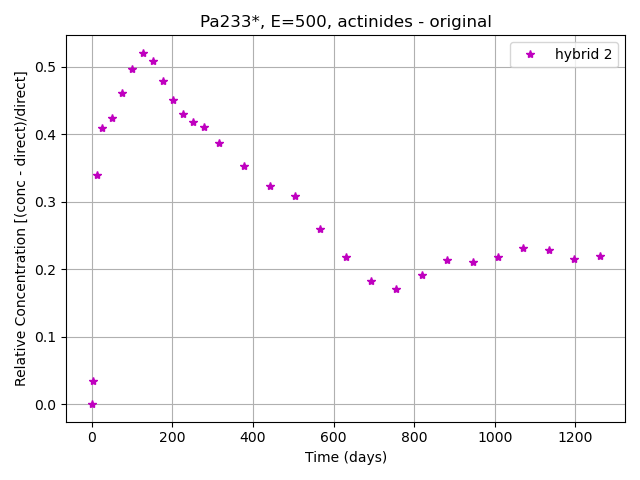 Pa233*, E=500, actinides - original
hybrid 2
Relative Concentration [(conc - direct)/direct]
0.5
0.4
0.3
0.2
0.1
0.0
0 200 400 600 800 1000 1200
Time (days)